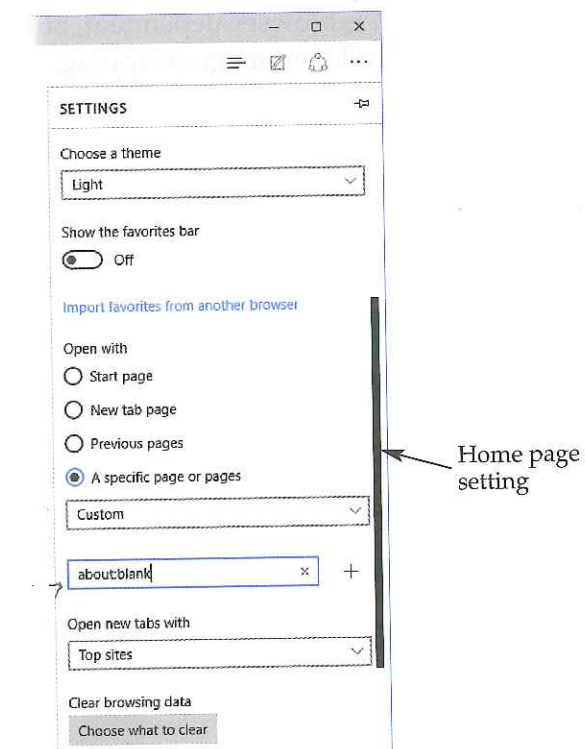 SETTINGS
Choose a theme
Light
Show the favorites bar
Off
Import favorites from another browser
Open with
Start page
New tab page
Previous pages
A specific page or pages
Custom
Home page
setting
about:blank
Open new tabs with
Top sites
Clear browsing data
Choose what to clear